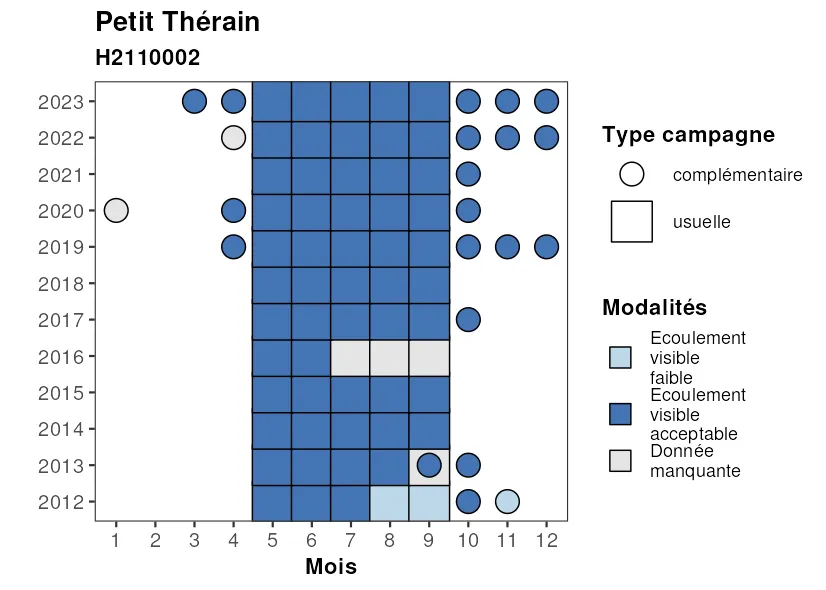 Petit Thérain
H2110002
2023
2022
2021
2020
2019
2018
2017
2016
2015
2014
2013
2012
1 2 3 4 5 6 7 8 9 10 11 12
Mois
Type campagne
complémentaire
usuelle
Modalités
Ecoulement
visible
faible
Ecoulement
visible
acceptable
Donnée
manquante